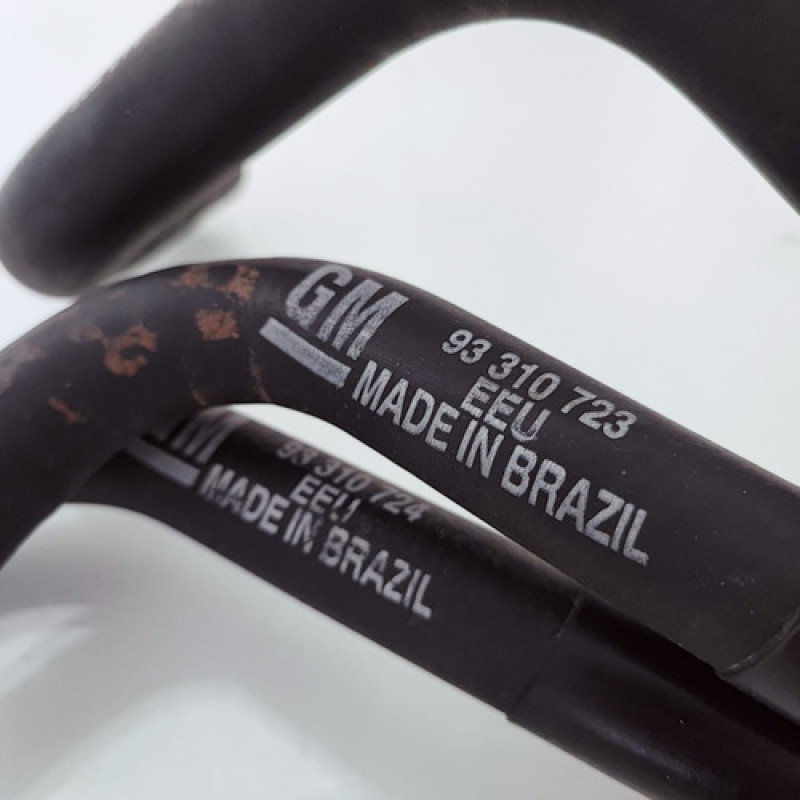 GM
93 310 723
EEU
MADE IN BRAZIL
GM
93 310 724
EEU
MADE IN BRAZIL